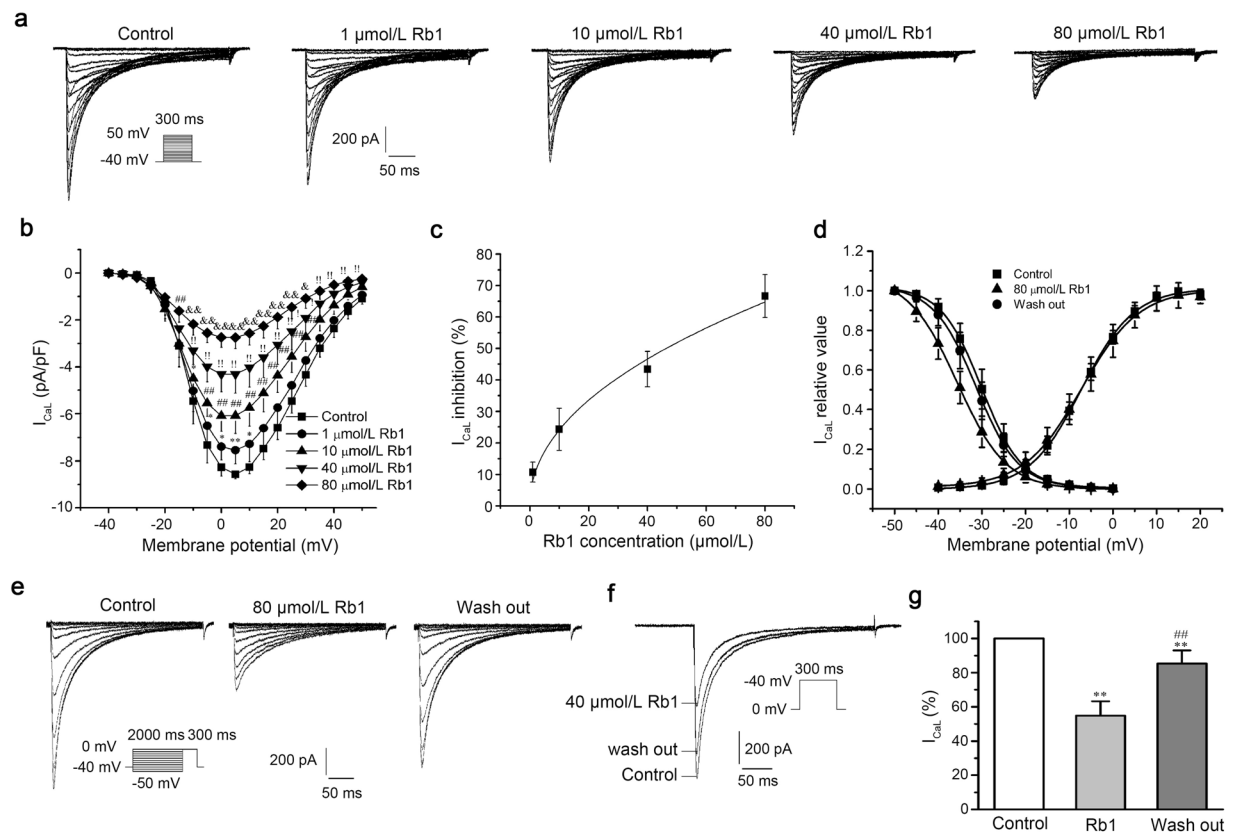 a
Control
1 μmol/L Rb1
10 μmol/L Rb1
40 μmol/L Rb1
80 μmol/L Rb1
300 ms
50 mV
-40 mV
200 pA
50 ms
b
0
-2
-4
-6
-8
-10
I_CaL (pA/pF)
-40
-20
0
20
40
Membrane potential (mV)
Control
1 μmol/L Rb1
10 μmol/L Rb1
40 μmol/L Rb1
80 μmol/L Rb1
c
80
70
60
50
40
30
20
10
0
I_CaL inhibition (%)
0
20
40
60
80
Rb1 concentration (μmol/L)
d
1.2
1.0
0.8
0.6
0.4
0.2
0.0
I_CaL relative value
Control
80 μmol/L Rb1
Wash out
-50
-40
-30
-20
-10
0
10
20
Membrane potential (mV)
e
Control
80 μmol/L Rb1
Wash out
2000 ms 300 ms
0 mV
-40 mV
-50 mV
200 pA
50 ms
f
40 μmol/L Rb1
wash out
Control
300 ms
-40 mV
0 mV
200 pA
50 ms
g
100
80
60
40
20
0
I_CaL (%)
**
##
**
Control
Rb1
Wash out